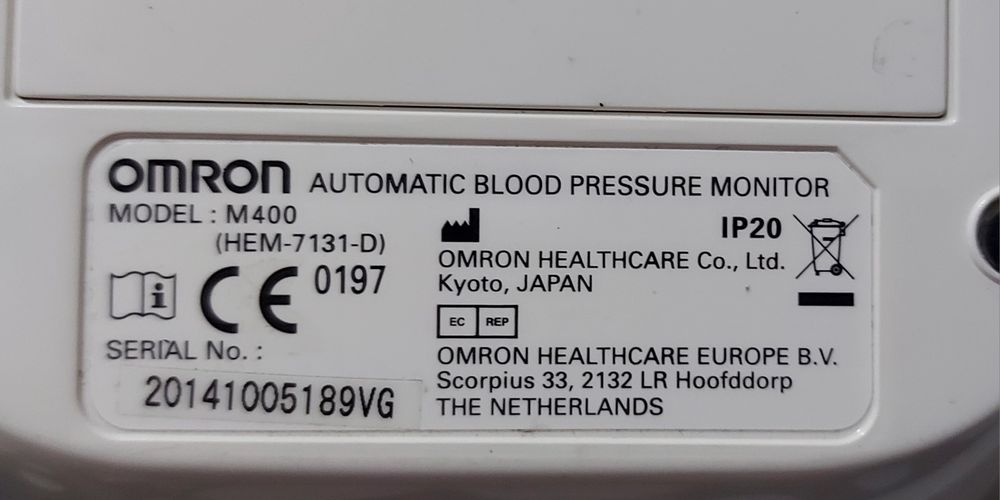 OMRON AUTOMATIC BLOOD PRESSURE MONITOR
MODEL : M400
(HEM-7131-D)
0197
SERIAL No. :
20141005189VG
IP20
OMRON HEALTHCARE Co., Ltd.
Kyoto, JAPAN
EC REP
OMRON HEALTHCARE EUROPE B.V.
Scorpius 33, 2132 LR Hoofddorp
THE NETHERLANDS